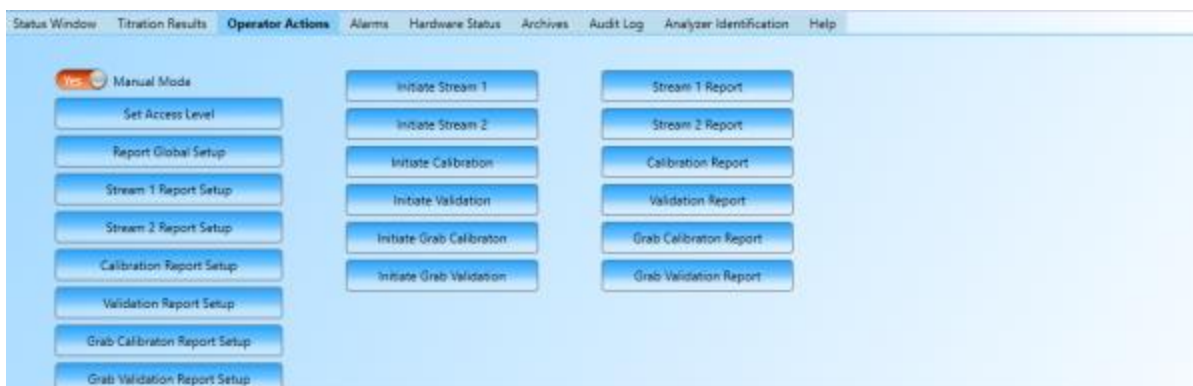 Status Window Titration Results Operator Actions Alarms Hardware Status Archives Audit Log Analyzer Identification Help
Yes Manual Mode
Set Access Level
Report Global Setup
Stream 1 Report Setup
Stream 2 Report Setup
Calibration Report Setup
Validation Report Setup
Grab Calibraton Report Setup
Grab Validation Report Setup
Initiate Stream 1
Initiate Stream 2
Initiate Calibration
Initiate Validation
Initiate Grab Calibraton
Initiate Grab Validation
Stream 1 Report
Stream 2 Report
Calibration Report
Validation Report
Grab Calibraton Report
Grab Validation Report